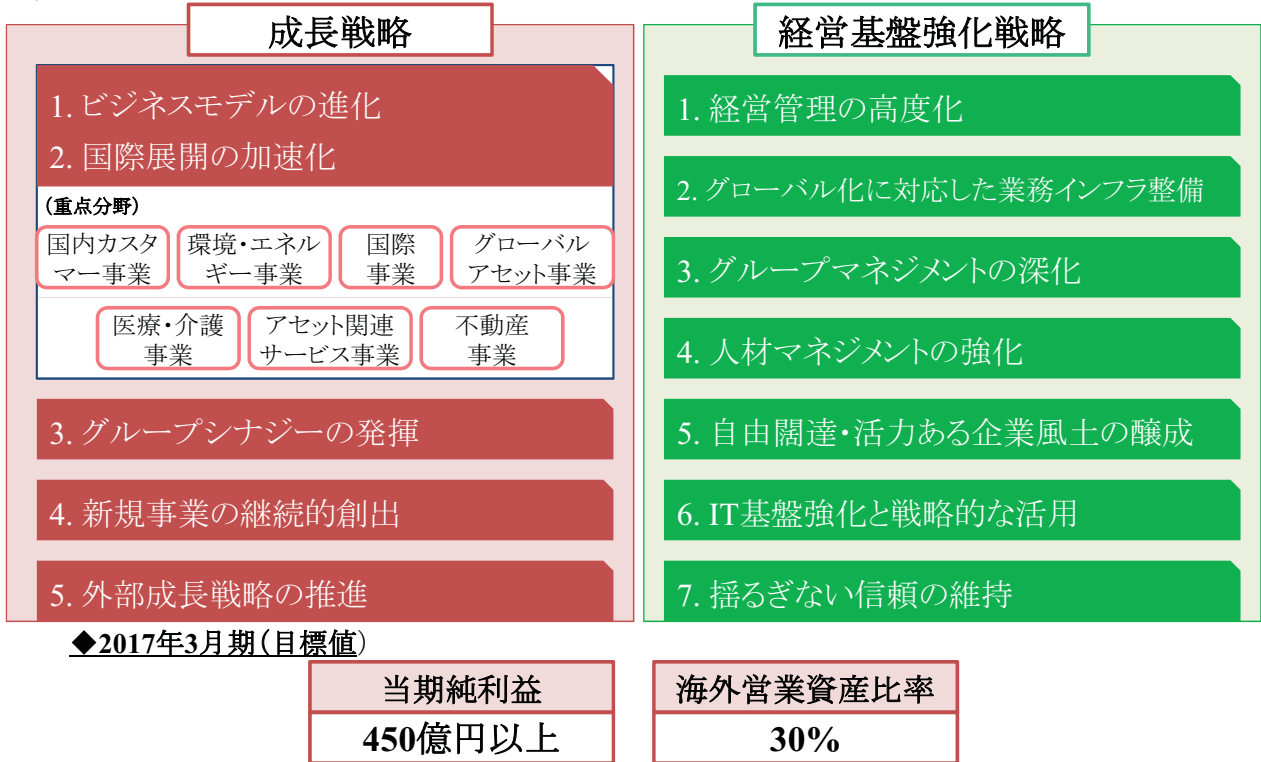 成長戦略
1. ビジネスモデルの進化
2. 国際展開の加速化
(重点分野)
国内カスタ
マー事業
環境・エネル
ギー事業
国際
事業
グローバル
アセット事業
医療・介護
事業
アセット関連
サービス事業
不動産
事業
3. グループシナジーの発揮
4. 新規事業の継続的創出
5. 外部成長戦略の推進
経営基盤強化戦略
1. 経営管理の高度化
2. グローバル化に対応した業務インフラ整備
3. グループマネジメントの深化
4. 人材マネジメントの強化
5. 自由闊達・活力ある企業風土の醸成
6. IT基盤強化と戦略的な活用
7. 揺るぎない信頼の維持
◆2017年3月期(目標値)
当期純利益
450億円以上
海外営業資産比率
30%